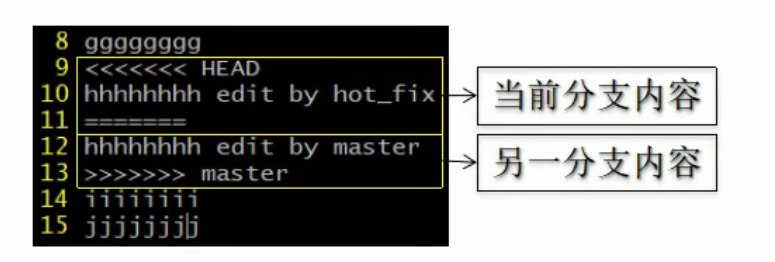 8 gggggggg
9 <<<<<<< HEAD
10 hhhhhhhh edit by hot_fix
11 =======
当前分支内容
12 hhhhhhhh edit by master
13 >>>>>>> master
另一分支内容
14 iiiiiiii
15 jjjjjjjj